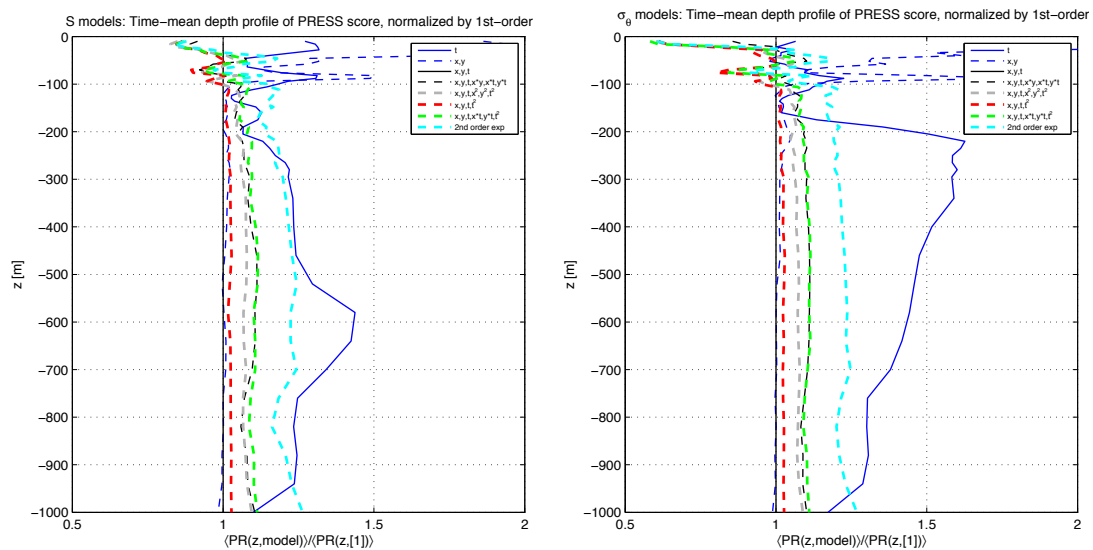 S models: Time-mean depth profile of PRESS score, normalized by 1st-order
0
−100
−200
−300
−400
−500
−600
−700
−800
−900
−1000
z [m]
0.5 1 1.5 2
⟨PR(z,model)⟩/⟨PR(z,[1])⟩
t
x,y
x,y,t
x,y,t,x*y,x*t,y*t
x,y,t,x²,y²,t²
x,y,t,t²
x,y,t,x*t,y*t,t²
2nd order exp
σθ models: Time-mean depth profile of PRESS score, normalized by 1st-order
0
−100
−200
−300
−400
−500
−600
−700
−800
−900
−1000
z [m]
0.5 1 1.5 2
⟨PR(z,model)⟩/⟨PR(z,[1])⟩
t
x,y
x,y,t
x,y,t,x*y,x*t,y*t
x,y,t,x²,y²,t²
x,y,t,t²
x,y,t,x*t,y*t,t²
2nd order exp